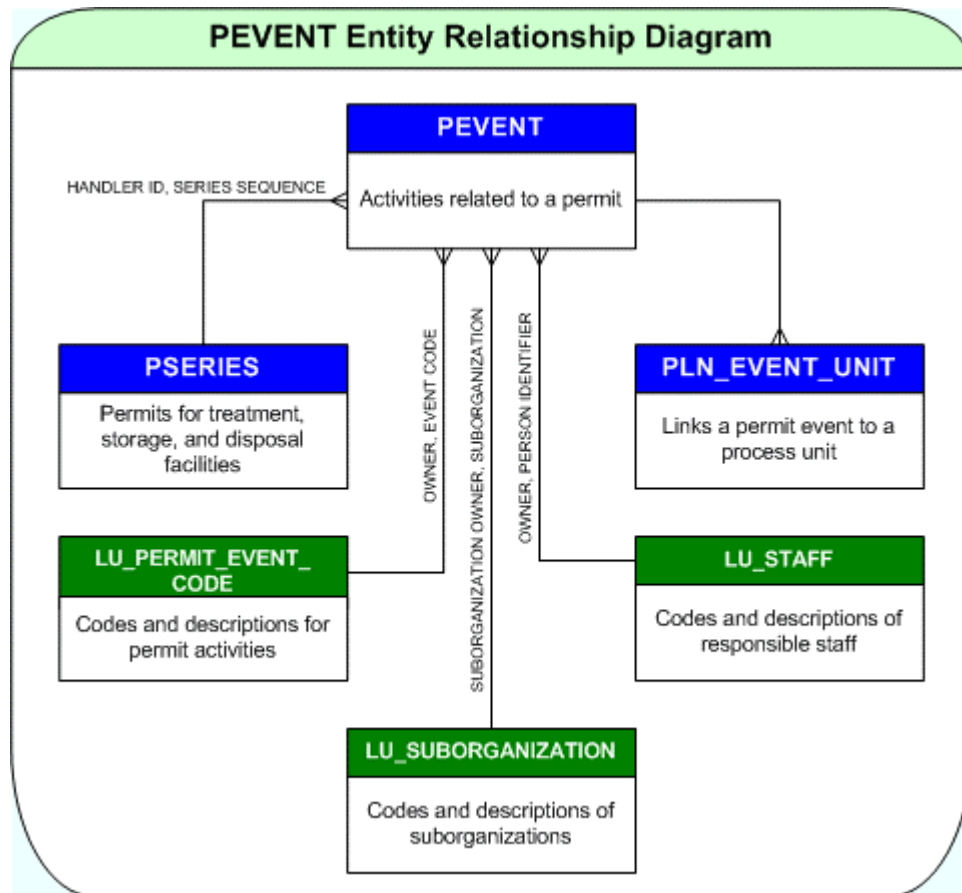 PEVENT Entity Relationship Diagram
PEVENT
Activities related to a permit
HANDLER ID, SERIES SEQUENCE
PSERIES
Permits for treatment,
storage, and disposal
facilities
OWNER, EVENT CODE
SUBORGANIZATION OWNER, SUBORGANIZATION
OWNER, PERSON IDENTIFIER
PLN_EVENT_UNIT
Links a permit event to a
process unit
LU_PERMIT_EVENT_
CODE
Codes and descriptions for
permit activities
LU_STAFF
Codes and descriptions of
responsible staff
LU_SUBORGANIZATION
Codes and descriptions of
suborganizations